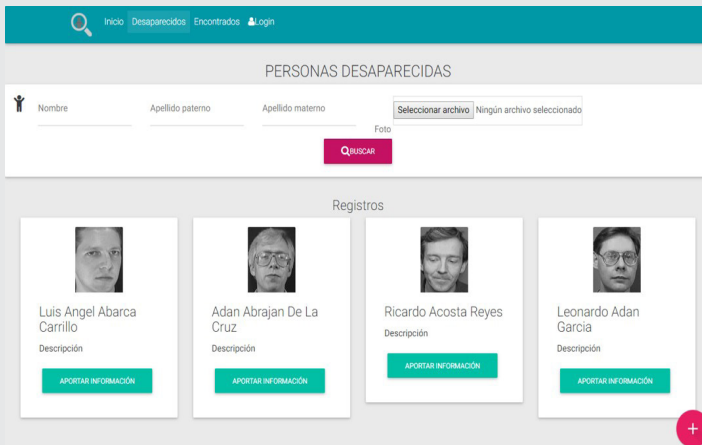 Inicio Desaparecidos Encontrados Login
PERSONAS DESAPARECIDAS
Nombre Apellido paterno Apellido materno Seleccionar archivo Ningún archivo seleccionado
Foto
BUSCAR
Registros
Luis Angel Abarca
Carrillo
Descripción
APORTAR INFORMACIÓN
Adan Abrajan De La
Cruz
Descripción
APORTAR INFORMACIÓN
Ricardo Acosta Reyes
Descripción
APORTAR INFORMACIÓN
Leonardo Adan
Garcia
Descripción
APORTAR INFORMACIÓN
+